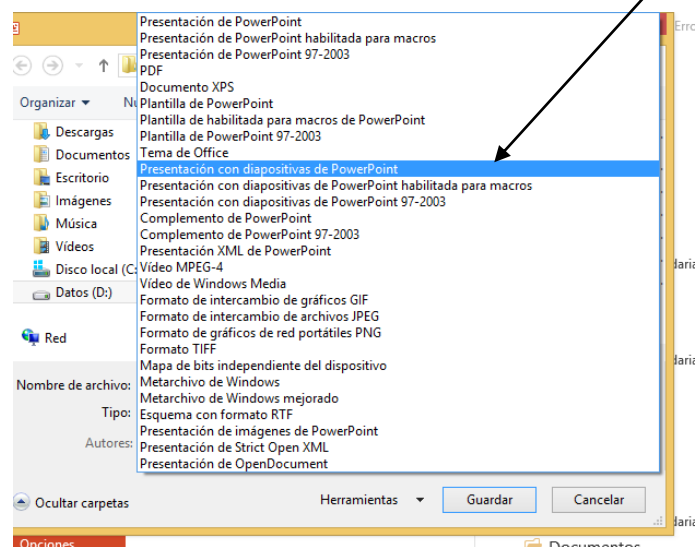 Presentación de PowerPoint
Presentación de PowerPoint habilitada para macros
Presentación de PowerPoint 97-2003
PDF
Documento XPS
Plantilla de PowerPoint
Plantilla de habilitada para macros de PowerPoint
Plantilla de PowerPoint 97-2003
Tema de Office
Presentación con diapositivas de PowerPoint
Presentación con diapositivas de PowerPoint habilitada para macros
Presentación con diapositivas de PowerPoint 97-2003
Complemento de PowerPoint
Complemento de PowerPoint 97-2003
Presentación XML de PowerPoint
Vídeo MPEG-4
Vídeo de Windows Media
Formato de intercambio de gráficos GIF
Formato de intercambio de archivos JPEG
Formato de gráficos de red portátiles PNG
Formato TIFF
Mapa de bits independiente del dispositivo
Metarchivo de Windows
Metarchivo de Windows mejorado
Esquema con formato RTF
Presentación de imágenes de PowerPoint
Presentación de Strict Open XML
Presentación de OpenDocument
Organizar
Nu
Descargas
Documentos
Escritorio
Imágenes
Música
Vídeos
Disco local (C:
Datos (D:)
Red
Nombre de archivo:
Tipo:
Autores:
Ocultar carpetas
Herramientas
Guardar
Cancelar
Erro
daria
daria
daria
Opciones
Documentos